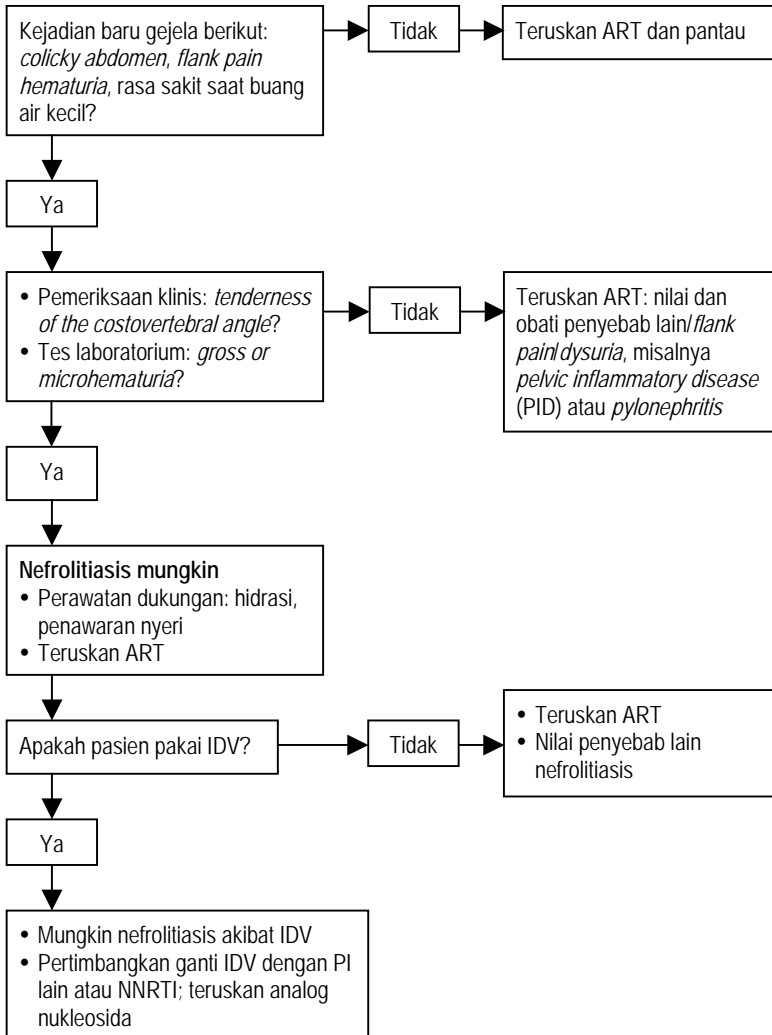 Kejadian baru gejela berikut:
colicky abdomen, flank pain
hematuria, rasa sakit saat buang
air kecil?
Tidak
Teruskan ART dan pantau
Ya
• Pemeriksaan klinis: tenderness
of the costovertebral angle?
• Tes laboratorium: gross or
microhematuria?
Tidak
Teruskan ART: nilai dan
obati penyebab lain/flank
pain/dysuria, misalnya
pelvic inflammatory disease
(PID) atau pylonephritis
Ya
Nefrolitiasis mungkin
• Perawatan dukungan: hidrasi,
penawaran nyeri
• Teruskan ART
Apakah pasien pakai IDV?
Tidak
• Teruskan ART
• Nilai penyebab lain
nefrolitiasis
Ya
• Mungkin nefrolitiasis akibat IDV
• Pertimbangkan ganti IDV dengan PI
lain atau NNRTI; teruskan analog
nukleosida